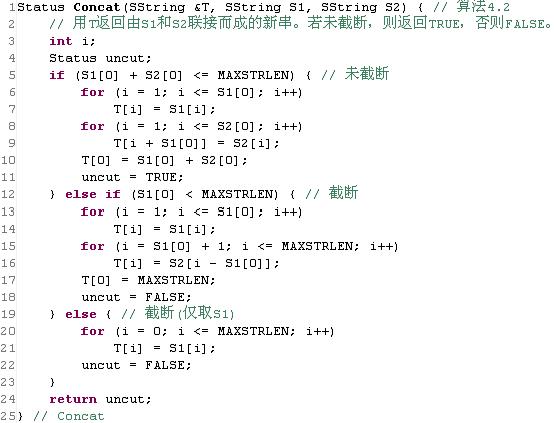 1Status Concat(SString &T, SString S1, SString S2) { // 算法4.2
2 // 用T返回由S1和S2联接而成的新串。若未截断，则返回TRUE，否则FALSE。
3 int i;
4 Status uncut;
5 if (S1[0] + S2[0] <= MAXSTRLEN) { // 未截断
6 for (i = 1; i <= S1[0]; i++)
7 T[i] = S1[i];
8 for (i = 1; i <= S2[0]; i++)
9 T[i + S1[0]] = S2[i];
10 T[0] = S1[0] + S2[0];
11 uncut = TRUE;
12 } else if (S1[0] < MAXSTRLEN) { // 截断
13 for (i = 1; i <= S1[0]; i++)
14 T[i] = S1[i];
15 for (i = S1[0] + 1; i <= MAXSTRLEN; i++)
16 T[i] = S2[i - S1[0]];
17 T[0] = MAXSTRLEN;
18 uncut = FALSE;
19 } else { // 截断(仅取S1)
20 for (i = 0; i <= MAXSTRLEN; i++)
21 T[i] = S1[i];
22 uncut = FALSE;
23 }
24 return uncut;
25} // Concat